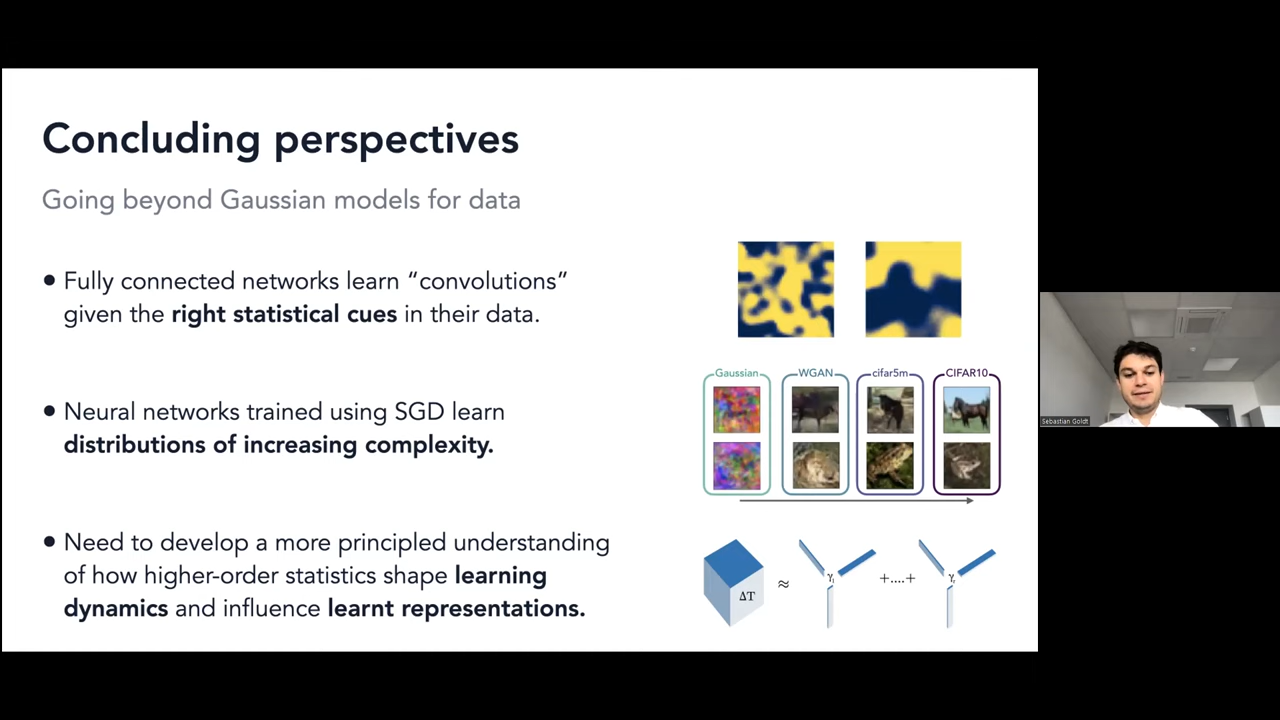 Concluding perspectives
Going beyond Gaussian models for data
• Fully connected networks learn “convolutions”
given the right statistical cues in their data.
• Neural networks trained using SGD learn
distributions of increasing complexity.
• Need to develop a more principled understanding
of how higher-order statistics shape learning
dynamics and influence learnt representations.
Gaussian WGAN cifar5m CIFAR10
ΔT ≈ γ₁ +....+ γ
Sebastian Goldt